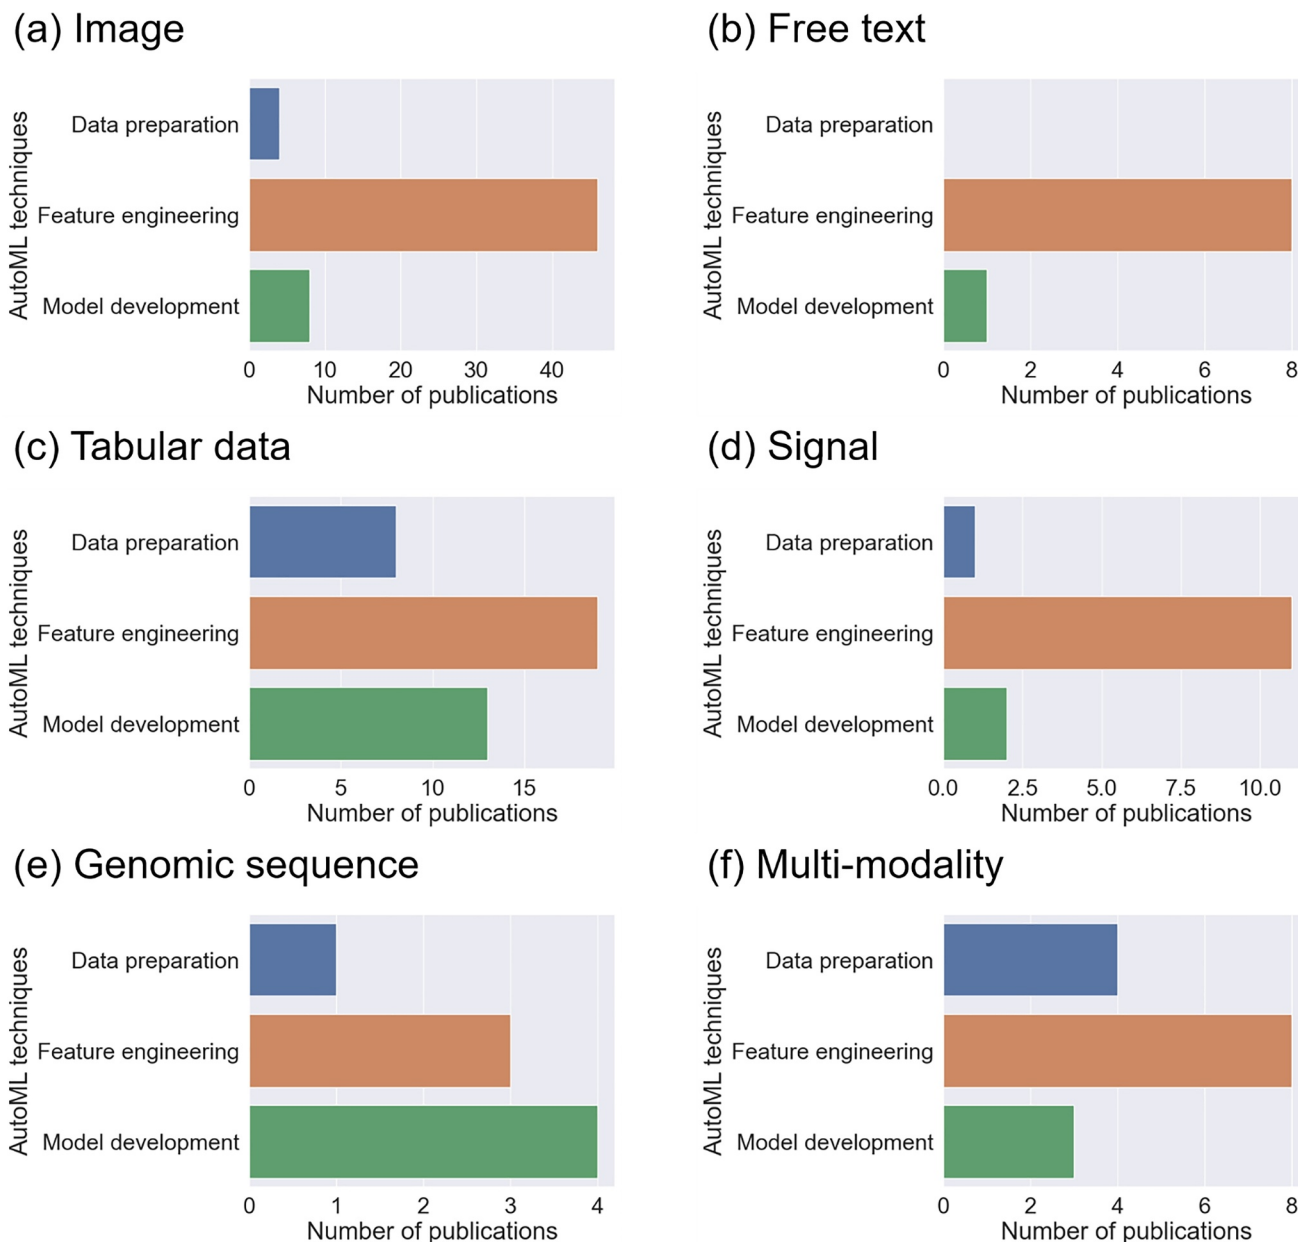 (a) Image
AutoML techniques
Data preparation
Feature engineering
Model development
0 10 20 30 40
Number of publications
(b) Free text
AutoML techniques
Data preparation
Feature engineering
Model development
0 2 4 6 8
Number of publications
(c) Tabular data
AutoML techniques
Data preparation
Feature engineering
Model development
0 5 10 15
Number of publications
(d) Signal
AutoML techniques
Data preparation
Feature engineering
Model development
0.0 2.5 5.0 7.5 10.0
Number of publications
(e) Genomic sequence
AutoML techniques
Data preparation
Feature engineering
Model development
0 1 2 3 4
Number of publications
(f) Multi-modality
AutoML techniques
Data preparation
Feature engineering
Model development
0 2 4 6 8
Number of publications